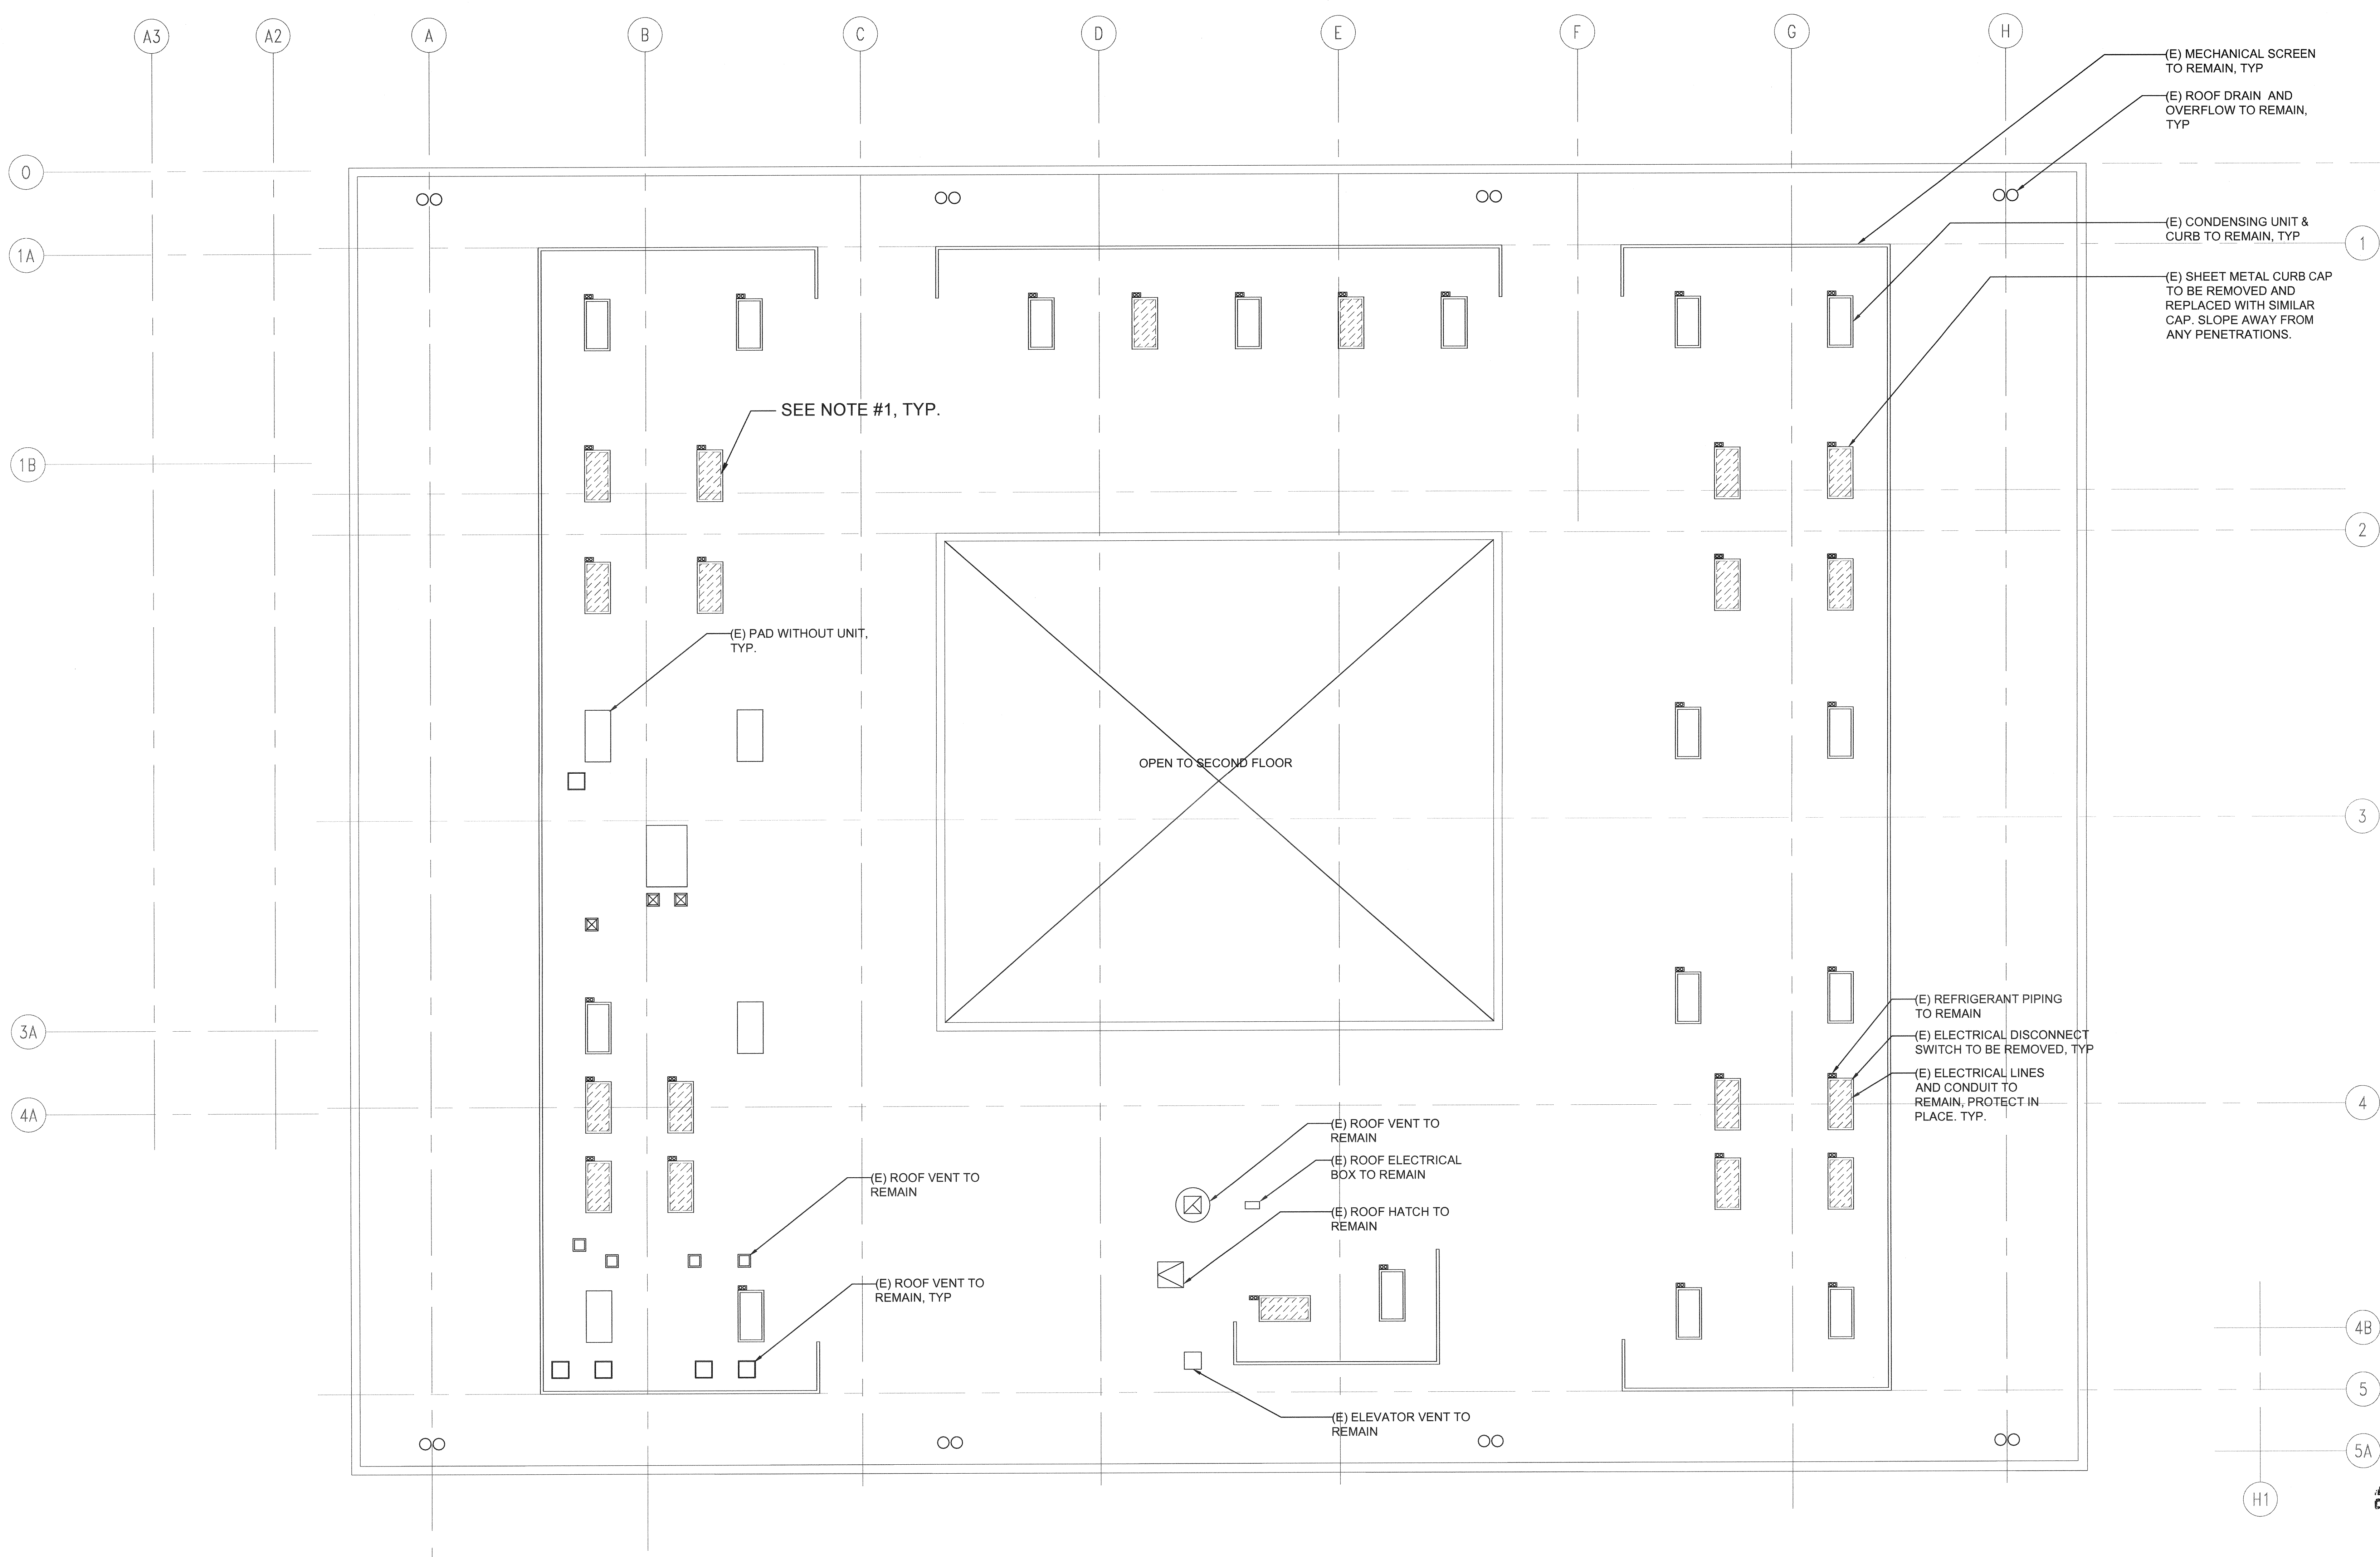 A3
A2
A
B
C
D
E
F
G
H
(E) MECHANICAL SCREEN
TO REMAIN, TYP
(E) ROOF DRAIN AND
OVERFLOW TO REMAIN,
TYP
0
1A
1
(E) CONDENSING UNIT &
CURB TO REMAIN, TYP
(E) SHEET METAL CURB CAP
TO BE REMOVED AND
REPLACED WITH SIMILAR
CAP. SLOPE AWAY FROM
ANY PENETRATIONS.
SEE NOTE #1, TYP.
1B
2
(E) PAD WITHOUT UNIT,
TYP.
OPEN TO SECOND FLOOR
3
3A
(E) REFRIGERANT PIPING
TO REMAIN
(E) ELECTRICAL DISCONNECT
SWITCH TO BE REMOVED, TYP
(E) ELECTRICAL LINES
AND CONDUIT TO
REMAIN, PROTECT IN
PLACE. TYP.
4A
4
(E) ROOF VENT TO
REMAIN
(E) ROOF ELECTRICAL
BOX TO REMAIN
(E) ROOF VENT TO
REMAIN
(E) ROOF HATCH TO
REMAIN
(E) ROOF VENT TO
REMAIN, TYP
4B
5
(E) ELEVATOR VENT TO
REMAIN
5A
H1